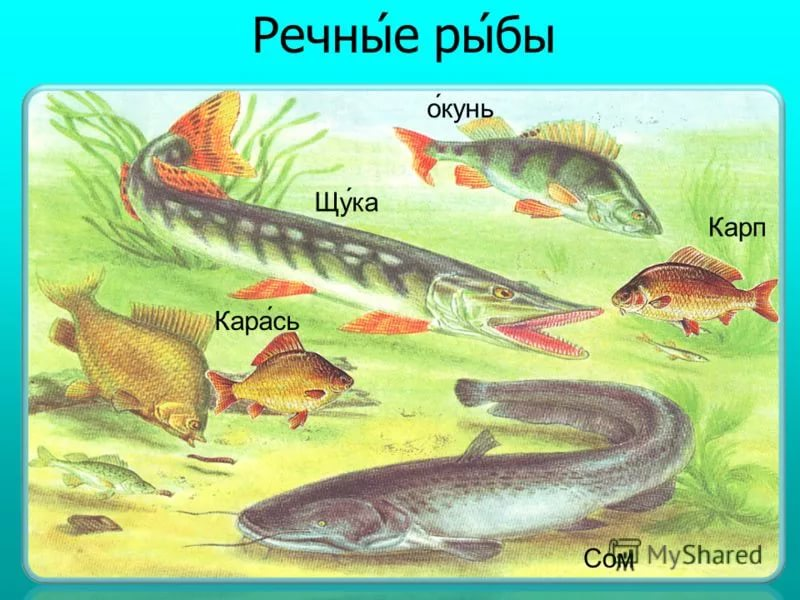 Речны́е ры́бы
о́кунь
Щу́ка
Карп
Кара́сь
Сом
MyShared